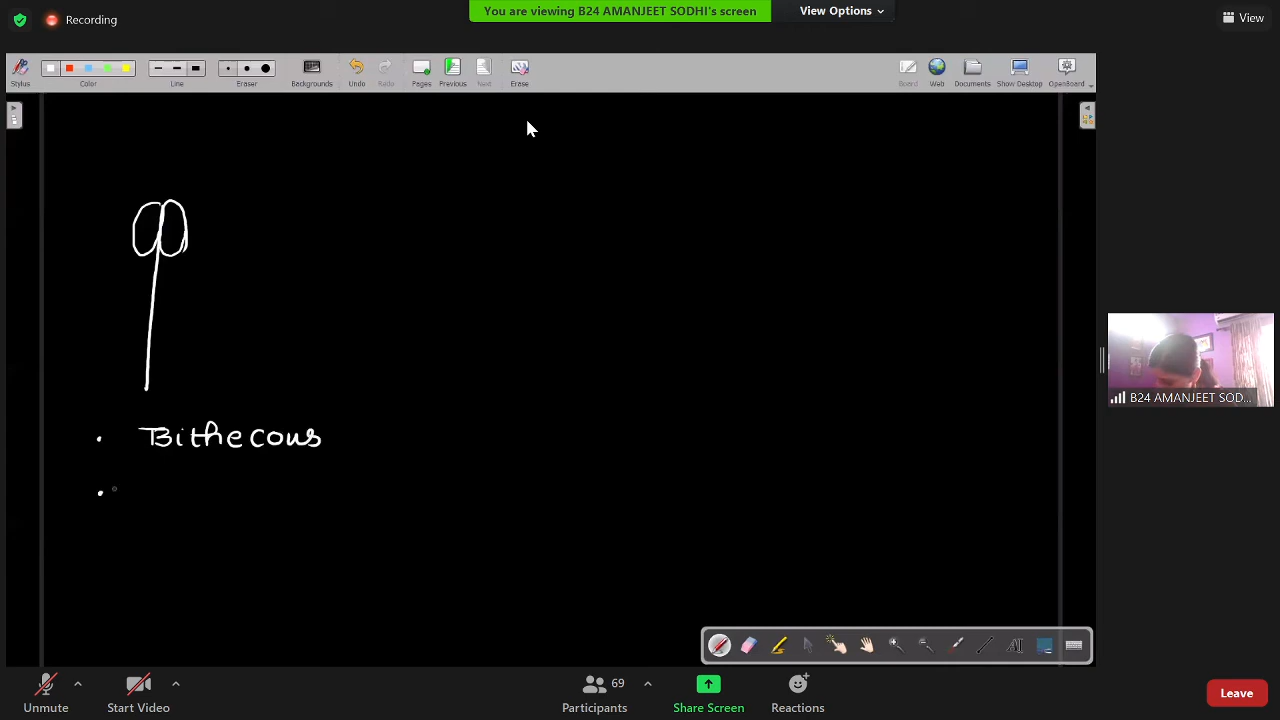 Recording
You are viewing B24 AMANJEET SODHI's screen
View Options
View
Stylus
Color
Line
Eraser
Backgrounds
Undo
Redo
Pages
Previous
Next
Erase
Board
Web
Documents
Show Desktop
OpenBoard
B24 AMANJEET SOD...
• Bithecous
•
Unmute
Start Video
69
Participants
Share Screen
Reactions
Leave